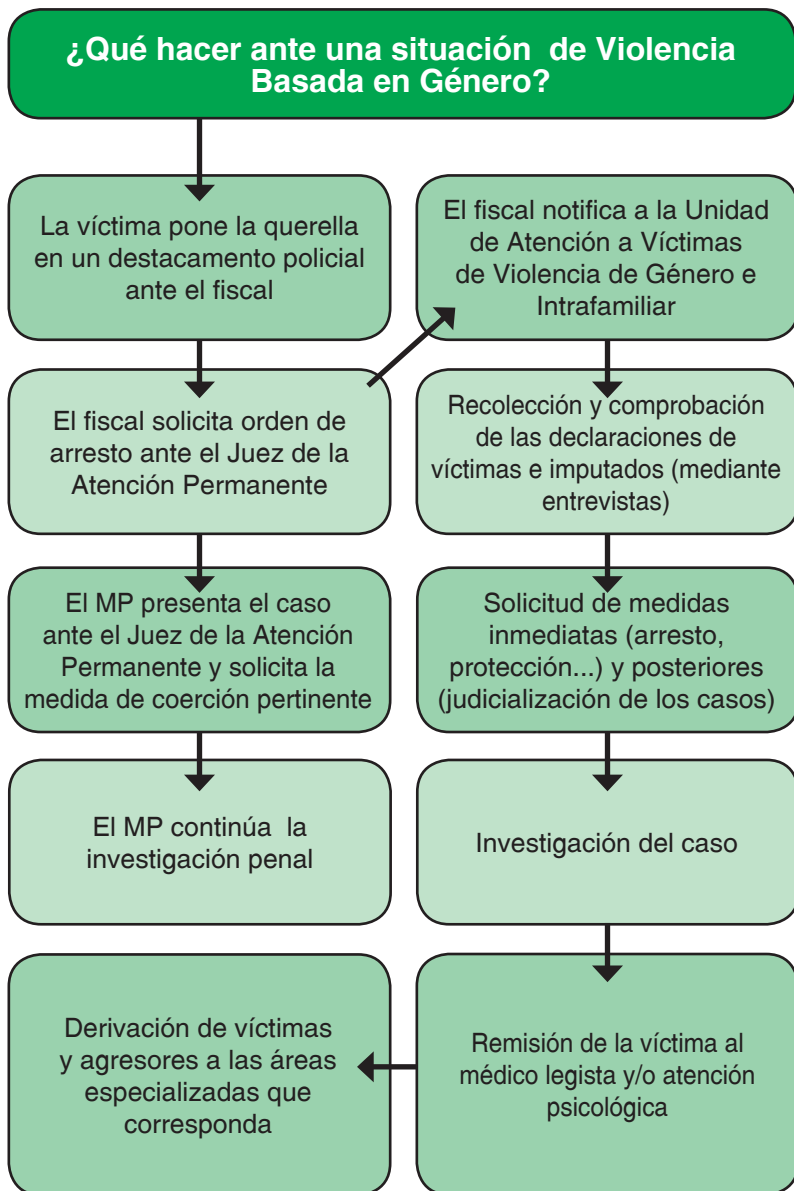 ¿Qué hacer ante una situación de Violencia
Basada en Género?
La víctima pone la querella
en un destacamento policial
ante el fiscal
El fiscal solicita orden de
arresto ante el Juez de la
Atención Permanente
El MP presenta el caso
ante el Juez de la Atención
Permanente y solicita la
medida de coerción pertinente
El MP continúa la
investigación penal
El fiscal notifica a la Unidad
de Atención a Víctimas
de Violencia de Género e
Intrafamiliar
Recolección y comprobación
de las declaraciones de
víctimas e imputados (mediante
entrevistas)
Solicitud de medidas
inmediatas (arresto,
protección...) y posteriores
(judicialización de los casos)
Investigación del caso
Remisión de la víctima al
médico legista y/o atención
psicológica
Derivación de víctimas
y agresores a las áreas
especializadas que
corresponda